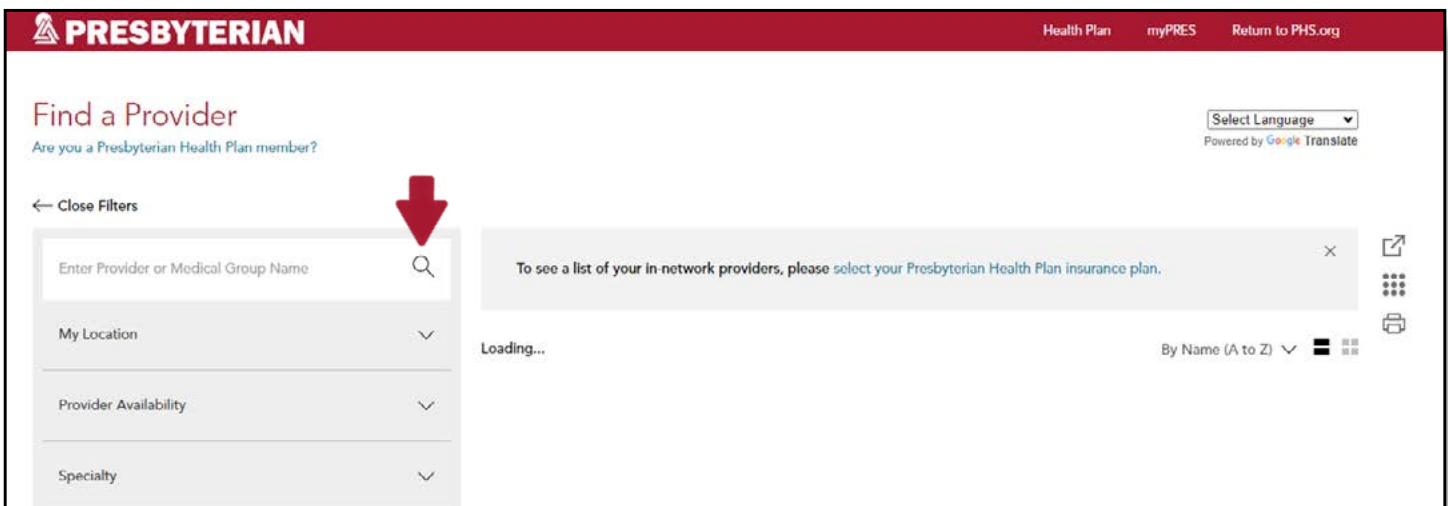 PRESBYTERIAN
Health Plan myPRES Return to PHS.org
Find a Provider
Are you a Presbyterian Health Plan member?
Select Language
Powered by Google Translate
Close Filters
Enter Provider or Medical Group Name
To see a list of your in-network providers, please select your Presbyterian Health Plan insurance plan.
My Location
Loading...
By Name (A to Z)
Provider Availability
Specialty